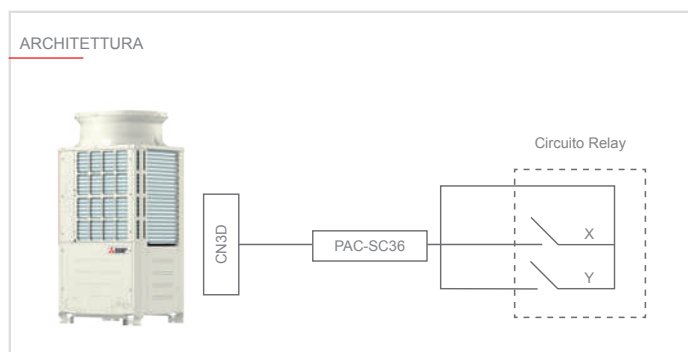 ARCHITETTURA
Circuito Relay
CN3D
PAC-SC36
X
Y